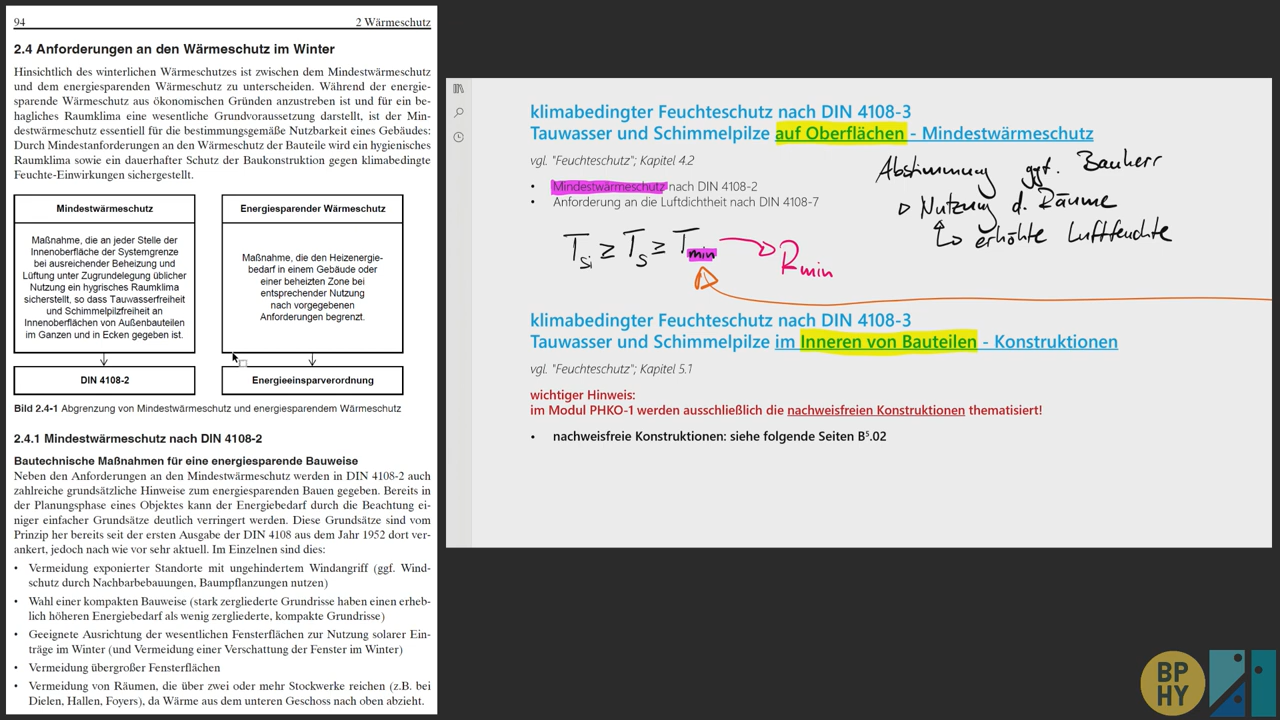 94 2 Wärmeschutz
2.4 Anforderungen an den Wärmeschutz im Winter
Hinsichtlich des winterlichen Wärmeschutzes ist zwischen dem Mindestwärmeschutz
und dem energiesparenden Wärmeschutz zu unterscheiden. Während der energie-
sparende Wärmeschutz aus ökonomischen Gründen anzustreben ist und für ein be-
hagliches Raumklima eine wesentliche Grundvoraussetzung darstellt, ist der Min-
destwärmeschutz essentiell für die bestimmungsgemäße Nutzbarkeit eines Gebäudes:
Durch Mindestanforderungen an den Wärmeschutz der Bauteile wird ein hygienisches
Raumklima sowie ein dauerhafter Schutz der Baukonstruktion gegen klimabedingte
Feuchte-Einwirkungen sichergestellt.
Mindestwärmeschutz
Maßnahme, die an jeder Stelle der
Innenoberfläche der Systemgrenze
bei ausreichender Beheizung und
Lüftung unter Zugrundelegung üblicher
Nutzung ein hygrisches Raumklima
sicherstellt, so dass Tauwasserfreiheit
und Schimmelpilzfreiheit an
Innenoberflächen von Außenbauteilen
im Ganzen und in Ecken gegeben ist.
DIN 4108-2
Energiesparender Wärmeschutz
Maßnahme, die den Heizenergie-
bedarf in einem Gebäude oder
einer beheizten Zone bei
entsprechender Nutzung
nach vorgegebenen
Anforderungen begrenzt.
Energieeinsparverordnung
Bild 2.4-1 Abgrenzung von Mindestwärmeschutz und energiesparendem Wärmeschutz
2.4.1 Mindestwärmeschutz nach DIN 4108-2
Bautechnische Maßnahmen für eine energiesparende Bauweise
Neben den Anforderungen an den Mindestwärmeschutz werden in DIN 4108-2 auch
zahlreiche grundsätzliche Hinweise zum energiesparenden Bauen gegeben. Bereits in
der Planungsphase eines Objektes kann der Energiebedarf durch die Beachtung ei-
niger einfacher Grundsätze deutlich verringert werden. Diese Grundsätze sind vom
Prinzip her bereits seit der ersten Ausgabe der DIN 4108 aus dem Jahr 1952 dort ver-
ankert, jedoch nach wie vor sehr aktuell. Im Einzelnen sind dies:
• Vermeidung exponierter Standorte mit ungehindertem Windangriff (ggf. Wind-
schutz durch Nachbarbebauungen, Baumpflanzungen nutzen)
• Wahl einer kompakten Bauweise (stark zergliederte Grundrisse haben einen erheb-
lich höheren Energiebedarf als wenig zergliederte, kompakte Grundrisse)
• Geeignete Ausrichtung der wesentlichen Fensterflächen zur Nutzung solarer Ein-
träge im Winter (und Vermeidung einer Verschattung der Fenster im Winter)
• Vermeidung übergroßer Fensterflächen
• Vermeidung von Räumen, die über zwei oder mehr Stockwerke reichen (z.B. bei
Dielen, Hallen, Foyers), da Wärme aus dem unteren Geschoss nach oben abzieht.
klimabedingter Feuchteschutz nach DIN 4108-3
Tauwasser und Schimmelpilze auf Oberflächen - Mindestwärmeschutz
vgl. "Feuchteschutz"; Kapitel 4.2
• Mindestwärmeschutz nach DIN 4108-2
• Anforderung an die Luftdichtheit nach DIN 4108-7
Abstimmung ggt. Bauherr
Nutzung d. Räume
erhöhte Luftfeuchte
Tsi ≥ Ts ≥ Tmin → Rmin
klimabedingter Feuchteschutz nach DIN 4108-3
Tauwasser und Schimmelpilze im Inneren von Bauteilen - Konstruktionen
vgl. "Feuchteschutz"; Kapitel 5.1
wichtiger Hinweis:
im Modul PHKO-1 werden ausschließlich die nachweisfreien Konstruktionen thematisiert!
• nachweisfreie Konstruktionen: siehe folgende Seiten B⁵.02
BP
HY